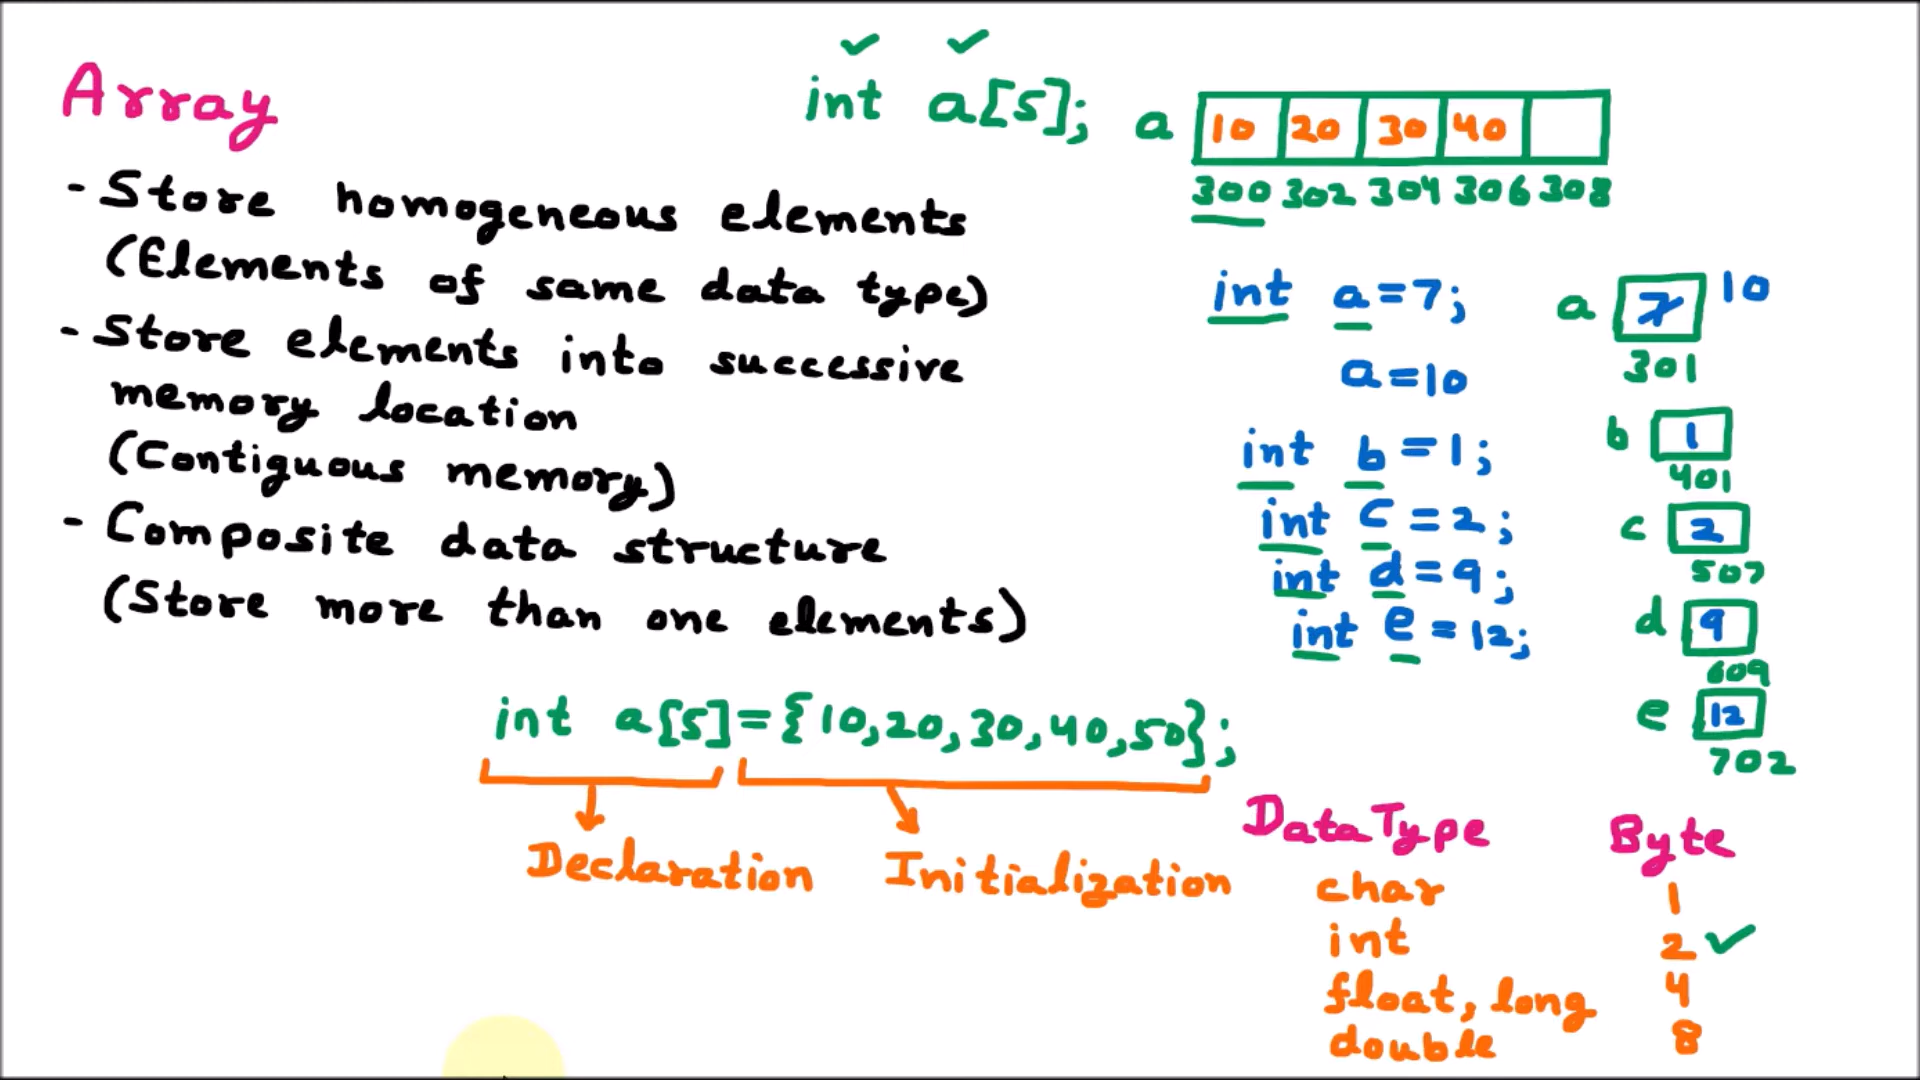 Array
- Store homogeneous elements
(Elements of same data type)
- Store elements into successive
memory location
(Contiguous memory)
- Composite data structure
(Store more than one elements)
int a[5];
a 10 20 30 40
300 302 304 306 308
int a=7;
a=10
int b=1;
int c=2;
int d=9;
int e=12;
a 7 10
301
b 1
401
c 2
507
d 9
609
e 12
702
int a[5]={10,20,30,40,50};
Declaration Initialization
DataType Byte
char 1
int 2
float, long 4
double 8